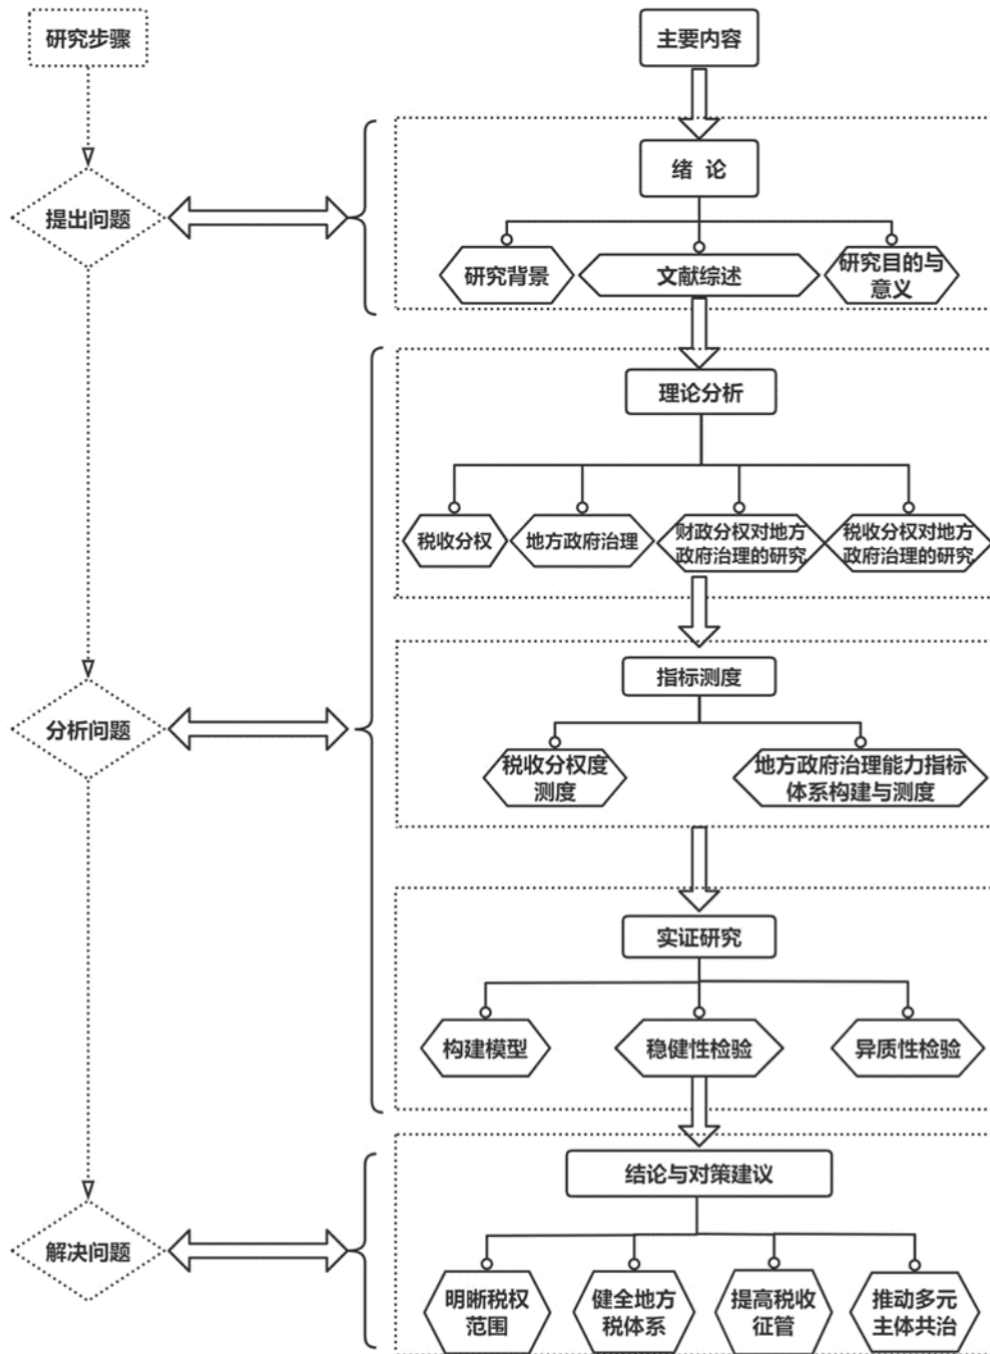 研究步骤
主要内容
绪 论
提出问题
研究背景
文献综述
研究目的与
意义
理论分析
税收分权
地方政府治理
财政分权对地方
政府治理的研究
税收分权对地方
政府治理的研究
指标测度
分析问题
税收分权度
测度
地方政府治理能力指标
体系构建与测度
实证研究
构建模型
稳健性检验
异质性检验
结论与对策建议
解决问题
明晰税权
范围
健全地方
税体系
提高税收
征管
推动多元
主体共治